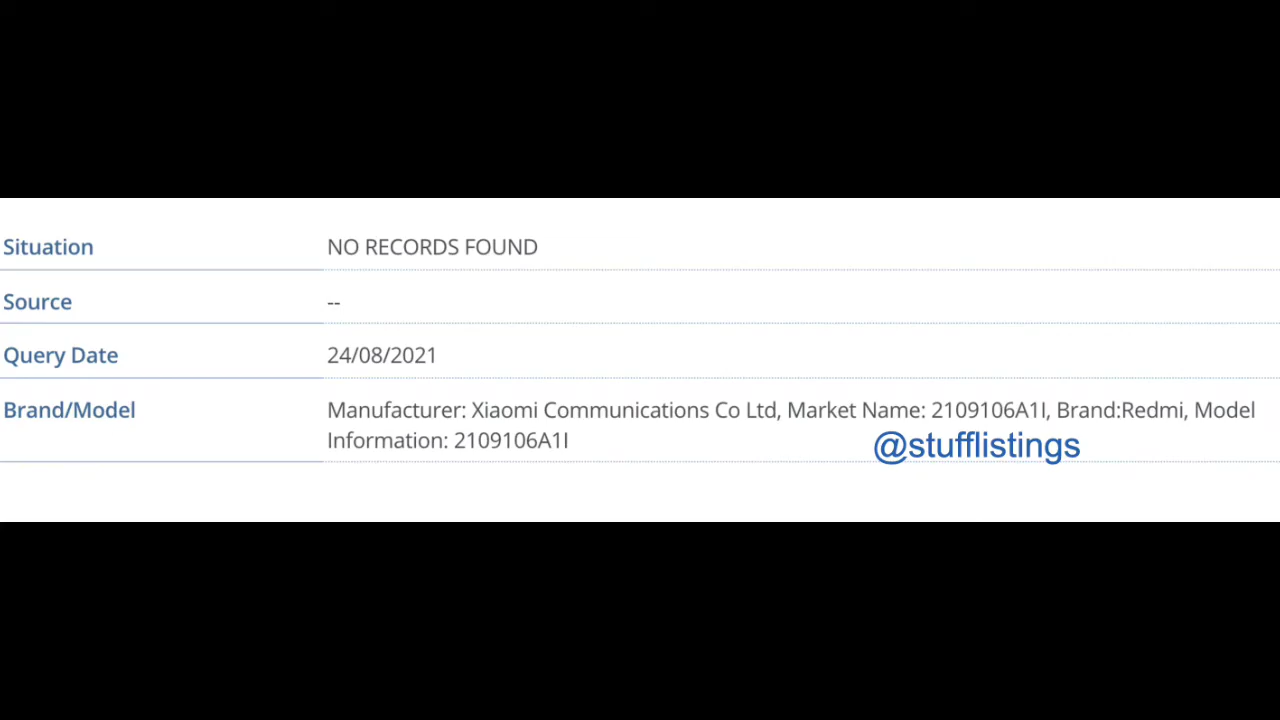 Situation NO RECORDS FOUND
Source --
Query Date 24/08/2021
Brand/Model Manufacturer: Xiaomi Communications Co Ltd, Market Name: 2109106A1I, Brand:Redmi, Model
Information: 2109106A1I
@stufflistings